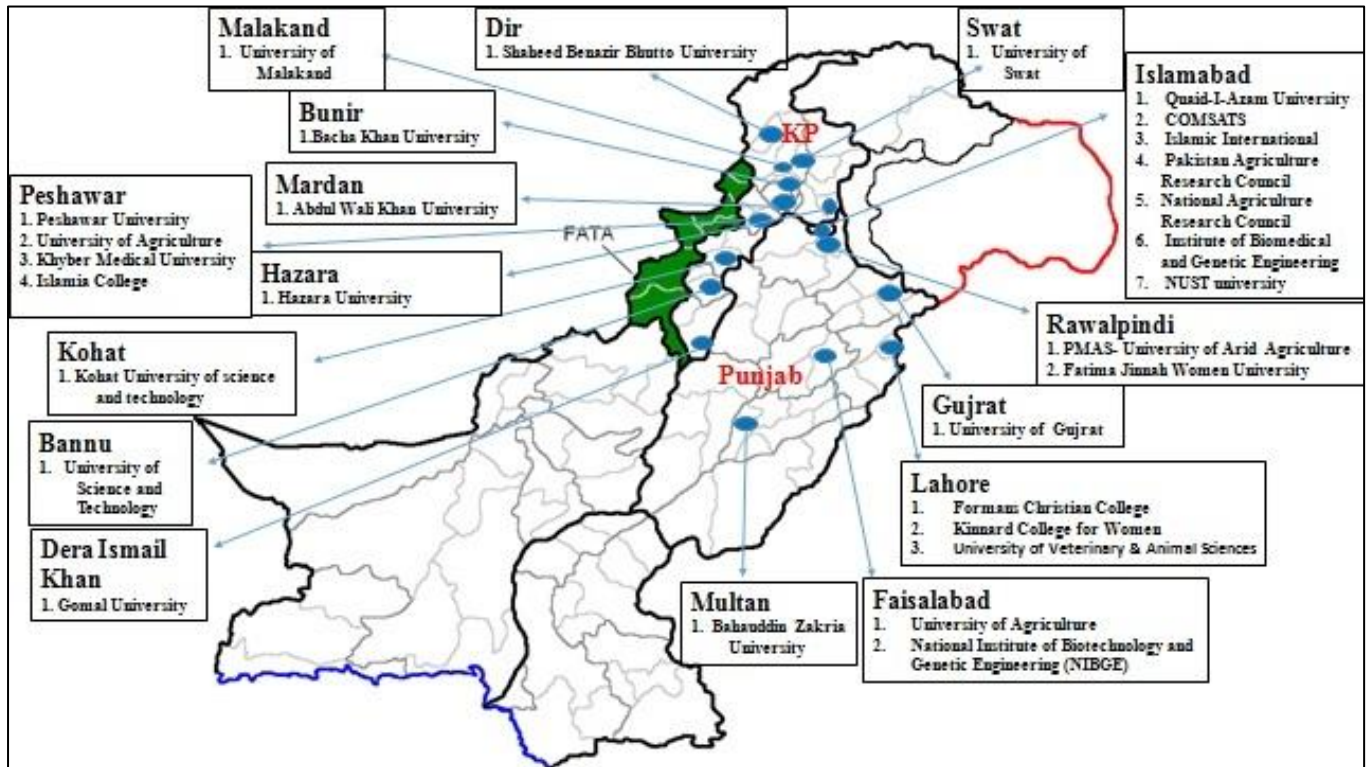 Malakand
1. University of
Malakand
Dir
1. Shaheed Benazir Bhutto University
Swat
1. University of
Swat
Islamabad
1. Quaid-I-Azam University
2. COMSATS
3. Islamic International
4. Pakistan Agriculture
Research Council
5. National Agriculture
Research Council
6. Institute of Biomedical
and Genetic Engineering
7. NUST university
Bunir
1.Bacha Khan University
KP
Mardan
1. Abdul Wali Khan University
Peshawar
1. Peshawar University
2. University of Agriculture
3. Khyber Medical University
4. Islamia College
FATA
Hazara
1. Hazara University
Rawalpindi
1. PMAS- University of Arid Agriculture
2. Fatima Jinnah Women University
Kohat
1. Kohat University of science
and technology
Punjab
Gujrat
1. University of Gujrat
Bannu
1. University of
Science and
Technology
Lahore
1. Formans Christian College
2. Kinnard College for Women
3. University of Veterinary & Animal Sciences
Dera Ismail
Khan
1. Gomal University
Multan
1. Bahauddin Zakria
University
Faisalabad
1. University of Agriculture
2. National Institute of Biotechnology and
Genetic Engineering (NIBGE)